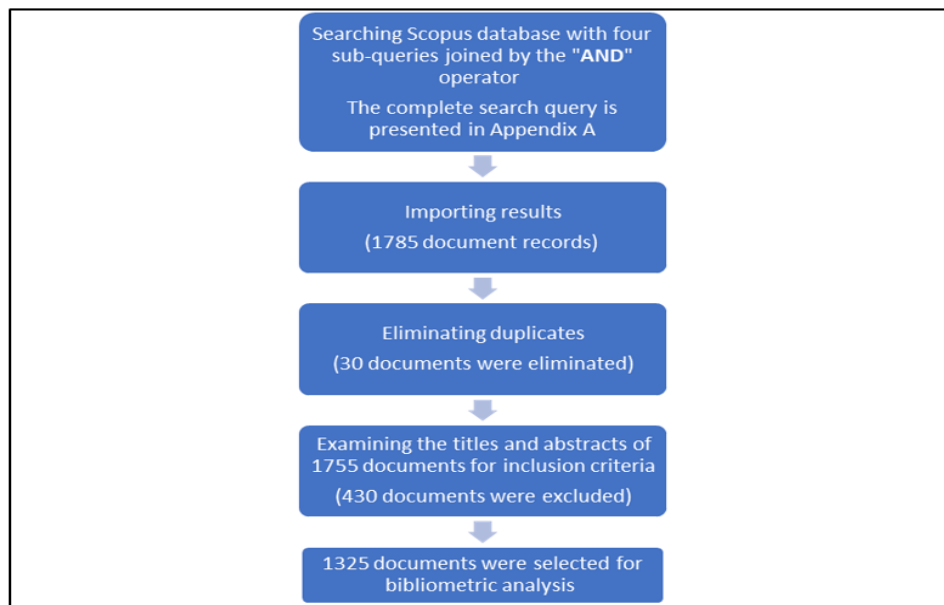 Searching Scopus database with four
sub-queries joined by the "AND"
operator
The complete search query is
presented in Appendix A
Importing results
(1785 document records)
Eliminating duplicates
(30 documents were eliminated)
Examining the titles and abstracts of
1755 documents for inclusion criteria
(430 documents were excluded)
1325 documents were selected for
bibliometric analysis